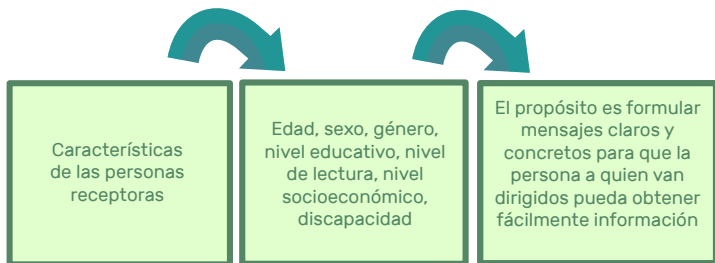 Características
de las personas
receptoras
Edad, sexo, género,
nivel educativo, nivel
de lectura, nivel
socioeconómico,
discapacidad
El propósito es formular
mensajes claros y
concretos para que la
persona a quien van
dirigidos pueda obtener
fácilmente información